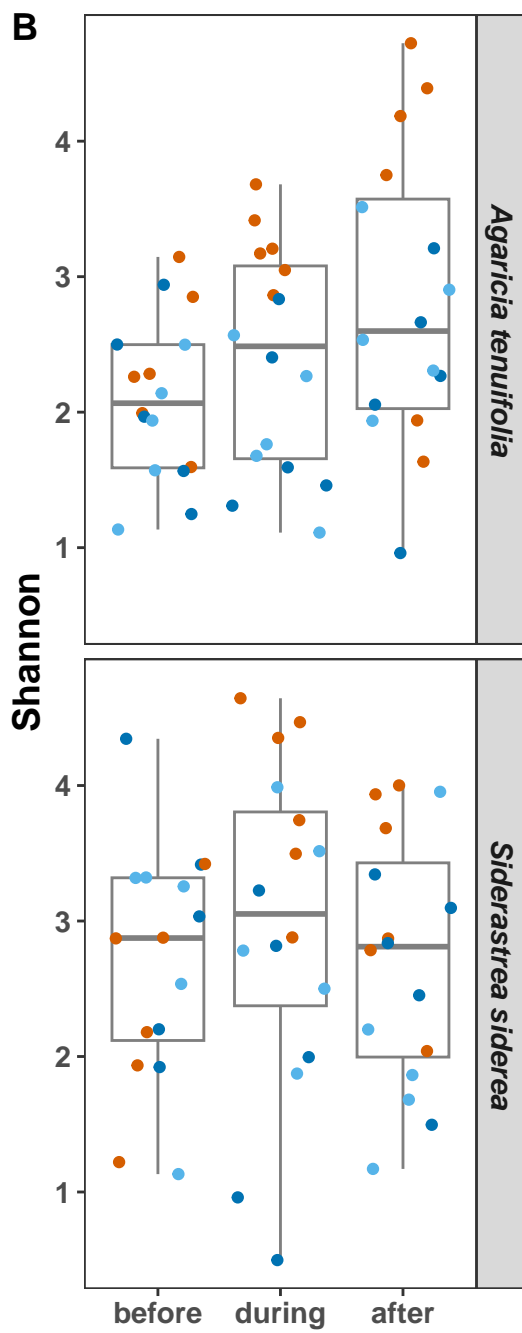 B
Shannon
4
3
2
1
Agaricia tenuifolia
4
3
2
1
Siderastrea siderea
before during after